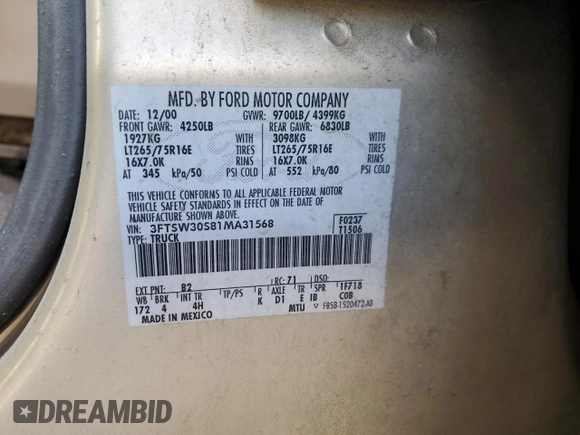 MFD. BY FORD MOTOR COMPANY
DATE: 12/00 GVWR: 9700LB/ 4399KG
FRONT GAWR: 4250LB REAR GAWR: 6830LB
1927KG WITH 3098KG WITH
LT265/75R16E TIRES LT265/75R16E TIRES
16X7.0K RIMS 16X7.0K RIMS
AT 345 kPa/50 PSI COLD AT 552 kPa/80 PSI COLD
THIS VEHICLE CONFORMS TO ALL APPLICABLE FEDERAL MOTOR
VEHICLE SAFETY STANDARDS IN EFFECT ON THE DATE OF
MANUFACTURE SHOWN ABOVE.
VIN: 3FTSW30S81MA31568 F0237
TYPE: TRUCK T1506
EXT PNT: B2 RC: 71 DSO:
WB BRK INT TR TP/PS R AXLE TR SPR 1F718
172 4 4H K D1 E IB COB
MADE IN MEXICO MTU F85B-1520472-AB
DREAMBID